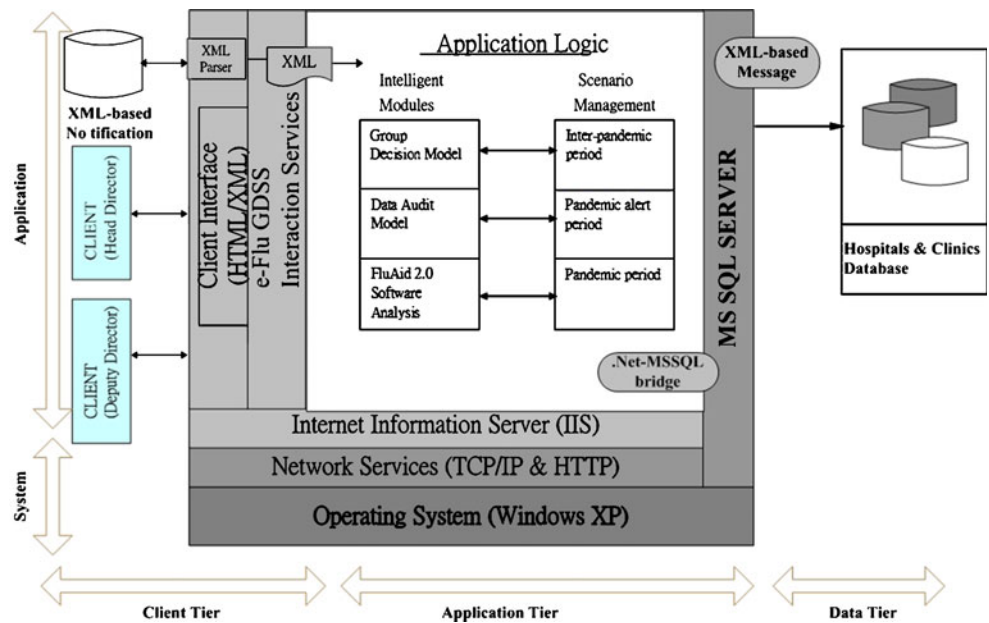 Application
System
XML-based
No tification
CLIENT
(Head Director)
CLIENT
(Deputy Director)
XML
Parser
XML
Client Interface
(HTML/XML)
e-Flu GDSS
Interaction Services
Application Logic
Intelligent
Modules
Scenario
Management
Group
Decision Model
Inter-pandemic
period
Data Audit
Model
Pandemic alert
period
FluAid 2.0
Software
Analysis
Pandemic period
XML-based
Message
.Net-MSSQL
bridge
MS SQL SERVER
Hospitals & Clinics
Database
Internet Information Server (IIS)
Network Services (TCP/IP & HTTP)
Operating System (Windows XP)
Client Tier
Application Tier
Data Tier